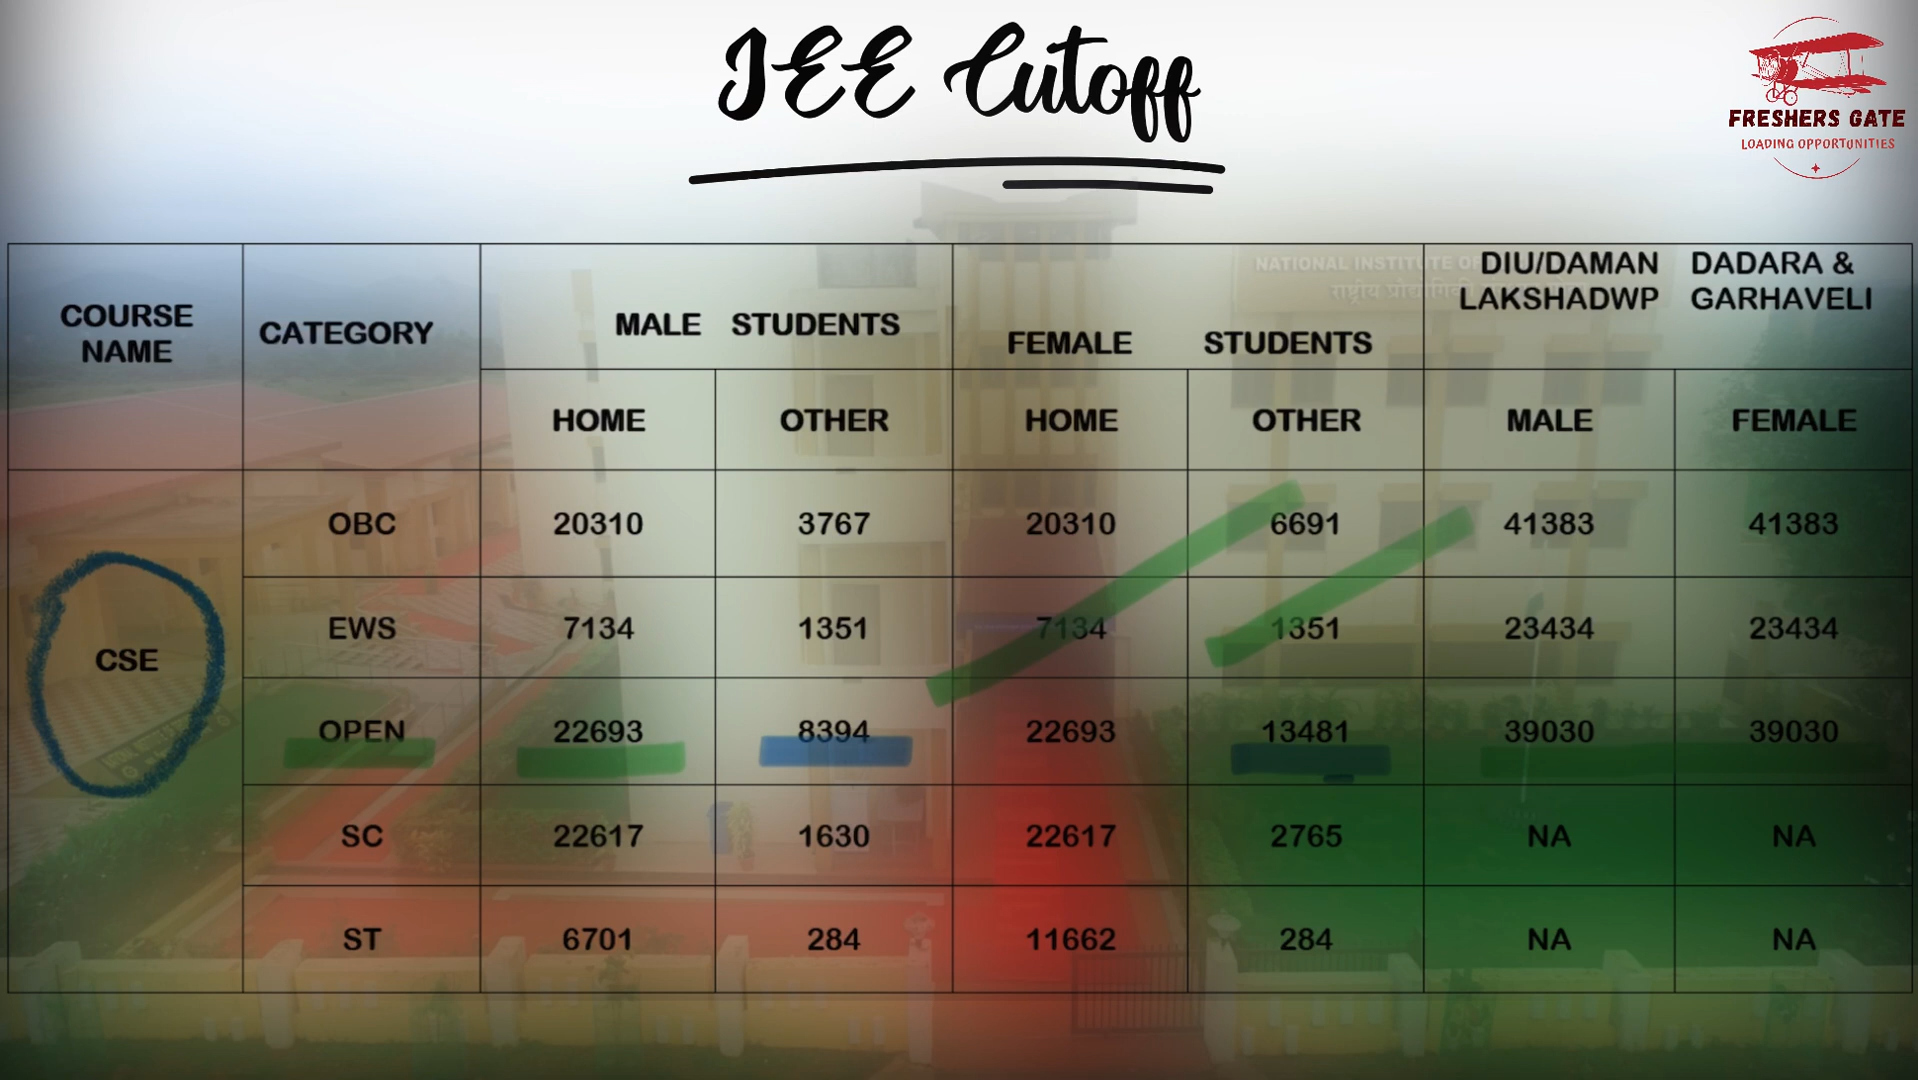 JEE Cutoff
FRESHERS GATE
LOADING OPPORTUNITIES
NATIONAL INSTITUTE OF
COURSE NAME
CATEGORY
MALE STUDENTS
FEMALE STUDENTS
DIU/DAMAN DADARA &
LAKSHADWP GARHAVELI
HOME OTHER HOME OTHER MALE FEMALE
CSE
OBC 20310 3767 20310 6691 41383 41383
EWS 7134 1351 7134 1351 23434 23434
OPEN 22693 8394 22693 13481 39030 39030
SC 22617 1630 22617 2765 NA NA
ST 6701 284 11662 284 NA NA